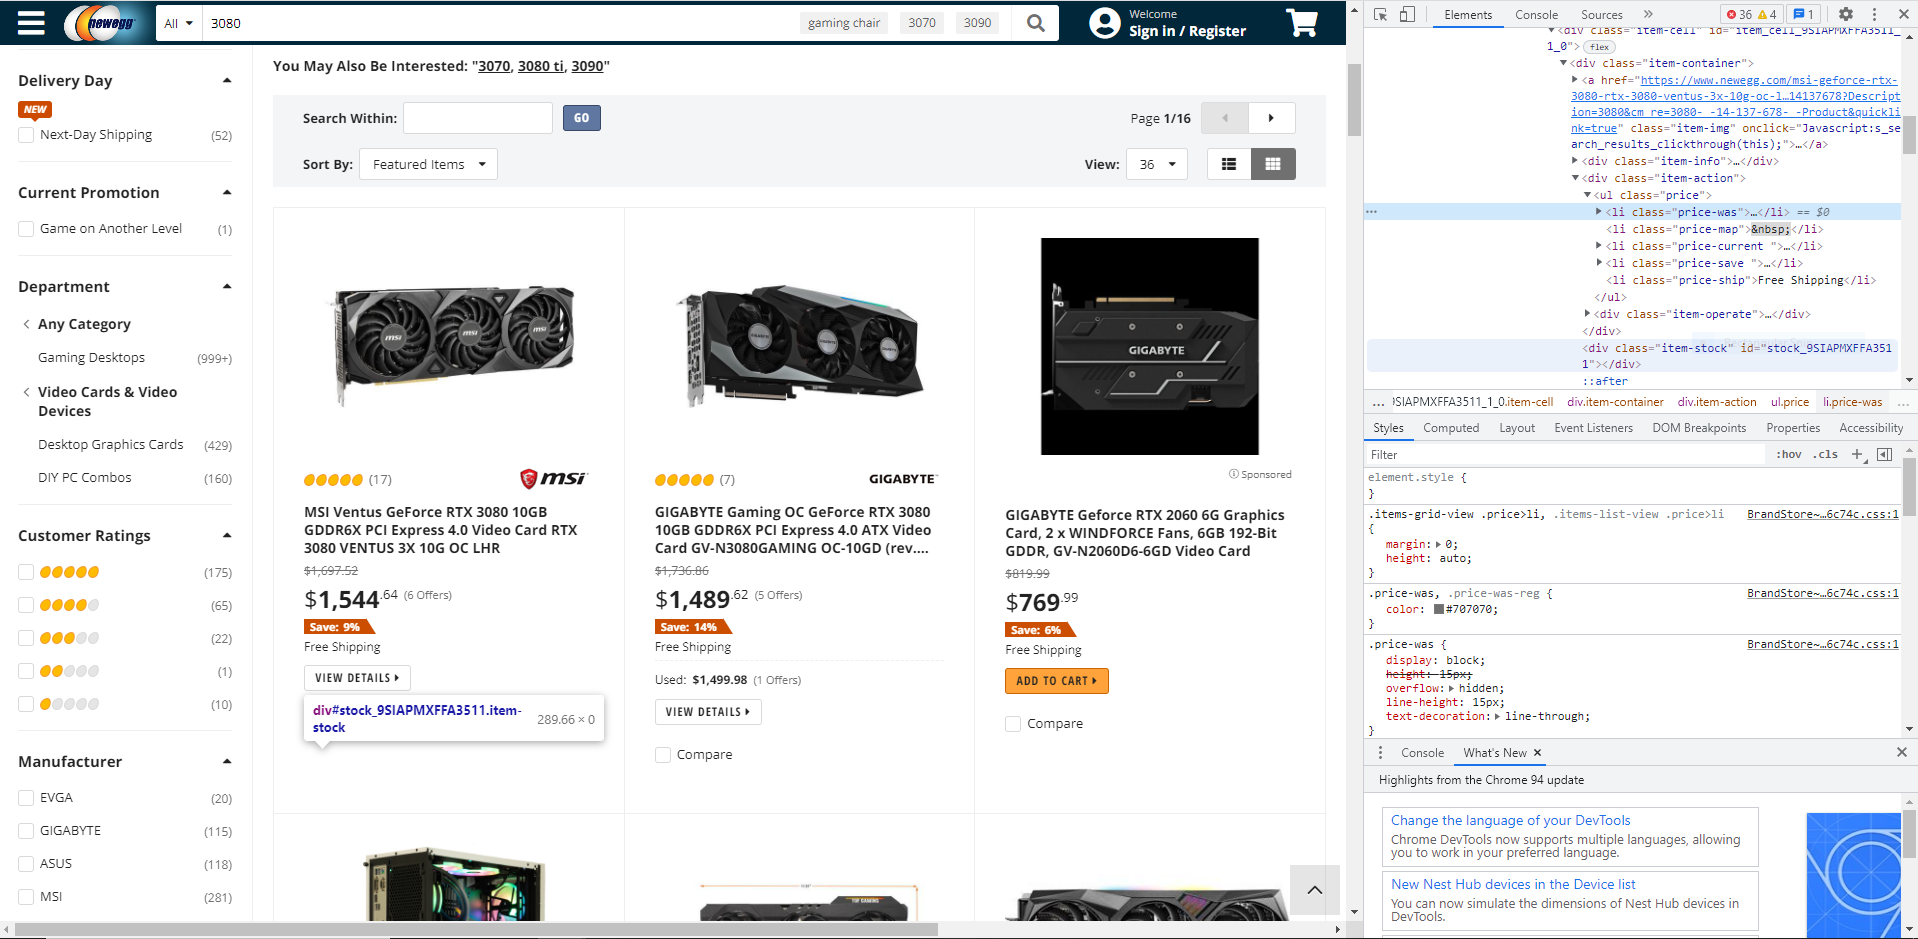 newegg
All
3080
gaming chair
3070
3090
Welcome
Sign in / Register
Delivery Day
NEW
Next-Day Shipping (52)
Current Promotion
Game on Another Level (1)
Department
Any Category
Gaming Desktops (999+)
Video Cards & Video
Devices
Desktop Graphics Cards (429)
DIY PC Combos (160)
Customer Ratings
(175)
(65)
(22)
(1)
(10)
Manufacturer
EVGA (20)
GIGABYTE (115)
ASUS (118)
MSI (281)
You May Also Be Interested: "3070, 3080 ti, 3090"
Search Within:
GO
Page 1/16
Sort By:
Featured Items
View:
36
msi
(17)
msi
MSI Ventus GeForce RTX 3080 10GB
GDDR6X PCI Express 4.0 Video Card RTX
3080 VENTUS 3X 10G OC LHR
$1,697.52
$1,544.64 (6 Offers)
Save: 9%
Free Shipping
VIEW DETAILS
div#stock_9SIAPMXFFA3511.item-
stock
289.66 × 0
(7)
GIGABYTE
GIGABYTE Gaming OC GeForce RTX 3080
10GB GDDR6X PCI Express 4.0 ATX Video
Card GV-N3080GAMING OC-10GD (rev....
$1,736.86
$1,489.62 (5 Offers)
Save: 14%
Free Shipping
Used: $1,499.98 (1 Offers)
VIEW DETAILS
Compare
GIGABYTE
Sponsored
GIGABYTE Geforce RTX 2060 6G Graphics
Card, 2 x WINDFORCE Fans, 6GB 192-Bit
GDDR, GV-N2060D6-6GD Video Card
$819.99
$769.99
Save: 6%
Free Shipping
ADD TO CART
Compare
Elements
Console
Sources
36
4
1
<div class="item-cell" id="item_cell_9SIAPMXFFA3511_
1_0"> flex
<div class="item-container">
<a href="https://www.newegg.com/msi-geforce-rtx-
3080-rtx-3080-ventus-3x-10g-oc-l…14137678?Descript
ion=3080&cm_re=3080-_-14-137-678-_-Product&quickli
nk=true" class="item-img" onclick="Javascript:s_se
arch_results_clickthrough(this);">…</a>
<div class="item-info">…</div>
<div class="item-action">
<ul class="price">
<li class="price-was">…</li> == $0
<li class="price-map">&nbsp;</li>
<li class="price-current ">…</li>
<li class="price-save ">…</li>
<li class="price-ship">Free Shipping</li>
</ul>
<div class="item-operate">…</div>
</div>
<div class="item-stock" id="stock_9SIAPMXFFA351
1"></div>
::after
... 9SIAPMXFFA3511_1_0.item-cell div.item-container div.item-action ul.price li.price-was ...
Styles Computed Layout Event Listeners DOM Breakpoints Properties Accessibility
Filter
:hov .cls
element.style {
}
.items-grid-view .price>li, .items-list-view .price>li BrandStore~…6c74c.css:1
{
margin: 0;
height: auto;
}
.price-was, .price-was-reg { BrandStore~…6c74c.css:1
color: #707070;
}
.price-was { BrandStore~…6c74c.css:1
display: block;
height: 15px;
overflow: hidden;
line-height: 15px;
text-decoration: line-through;
}
Console What's New
Highlights from the Chrome 94 update
Change the language of your DevTools
Chrome DevTools now supports multiple languages, allowing
you to work in your preferred language.
New Nest Hub devices in the Device list
You can now simulate the dimensions of Nest Hub devices in
DevTools.